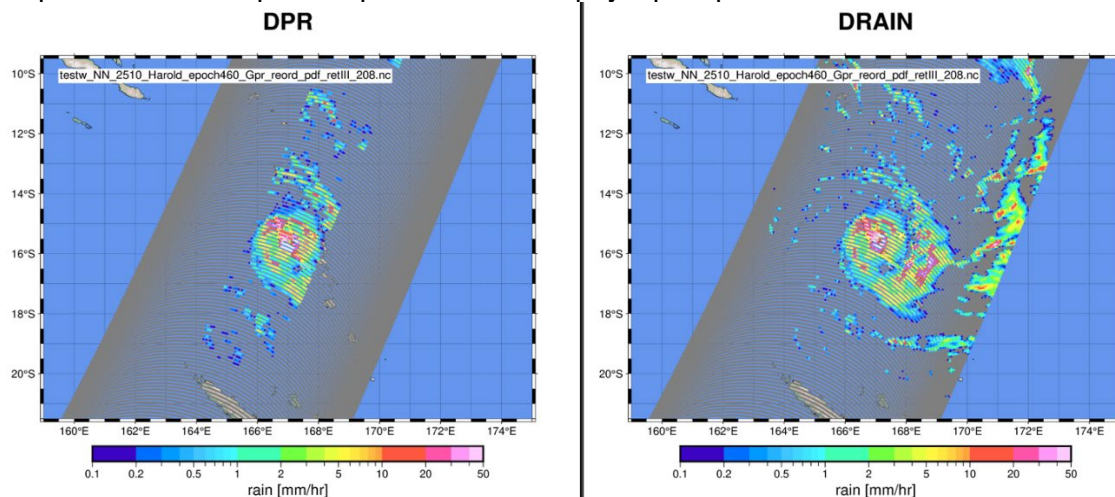 DPR
testw_NN_2510_Harold_epoch460_Gpr_reord_pdf_retIII_208.nc
10°S
12°S
14°S
16°S
18°S
20°S
160°E 162°E 164°E 166°E 168°E 170°E 172°E 174°E
0.1 0.2 0.5 1 2 5 10 20 50
rain [mm/hr]
DRAIN
testw_NN_2510_Harold_epoch460_Gpr_reord_pdf_retIII_208.nc
10°S
12°S
14°S
16°S
18°S
20°S
160°E 162°E 164°E 166°E 168°E 170°E 172°E 174°E
0.1 0.2 0.5 1 2 5 10 20 50
rain [mm/hr]